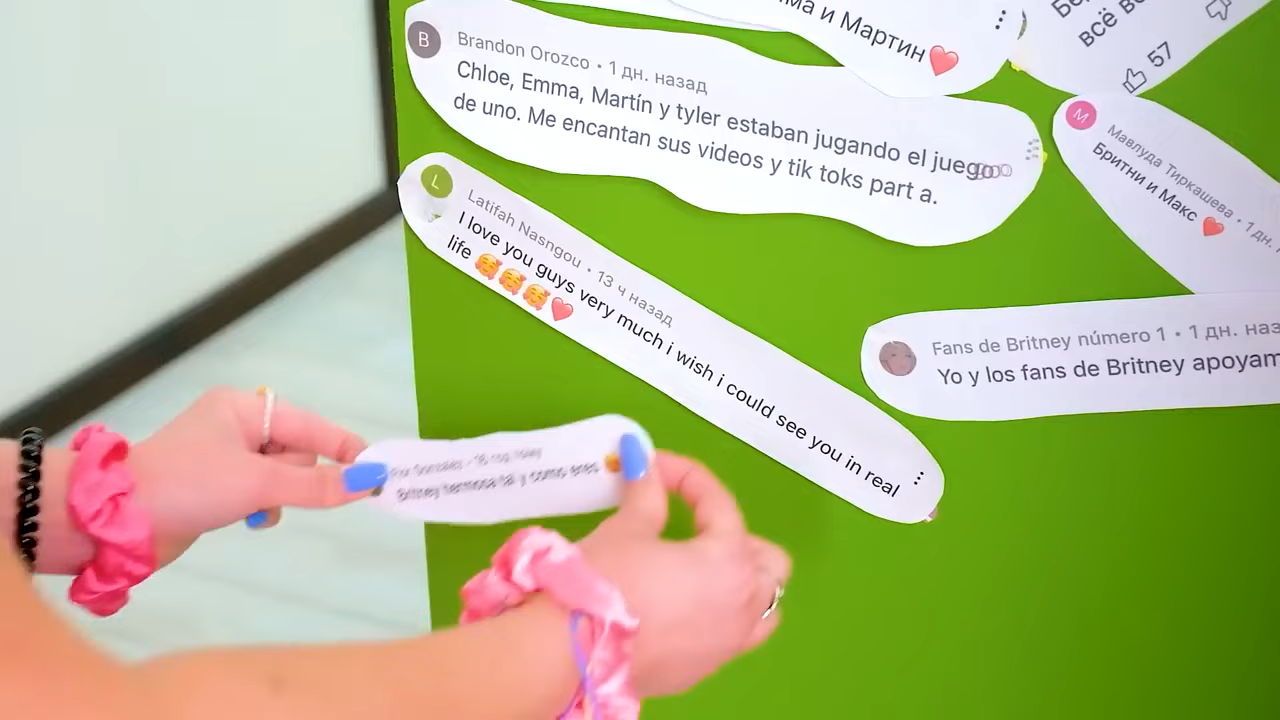 ма и Мартин❤️
всё в
57
B
Brandon Orozco • 1 дн. назад
Chloe, Emma, Martín y tyler estaban jugando el juego
de uno. Me encantan sus videos y tik toks part a.
М
Мавлуда Тиркашева • 1 дн.
Бритни и Макс ❤️
L
Latifah Nasngou • 13 ч назад
I love you guys very much i wish i could see you in real
life 🥰🥰🥰❤️
Fans de Britney número 1 • 1 дн. наз
Yo y los fans de Britney apoyam
Britney hermosa tal y como eres